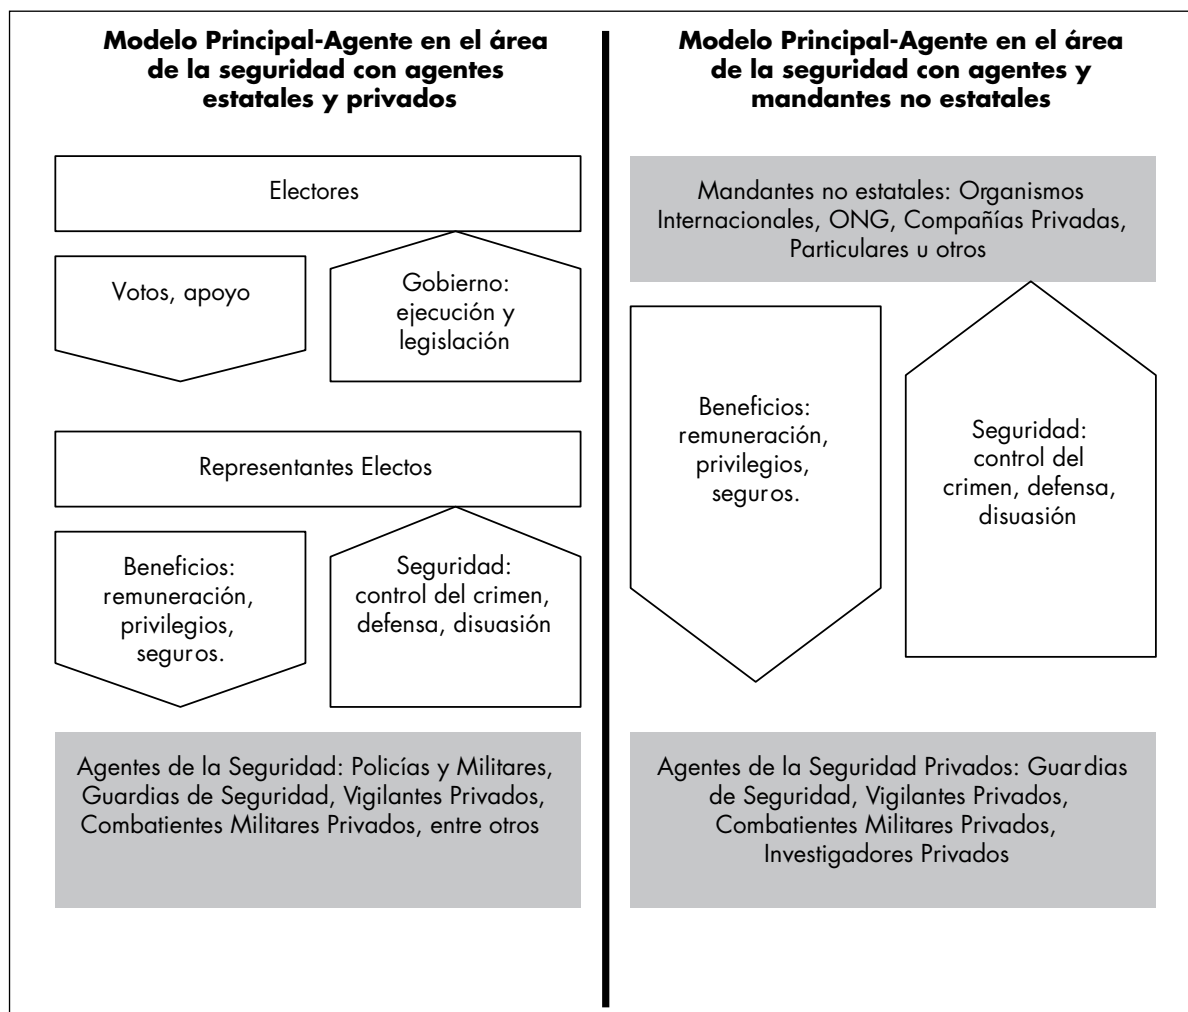 Modelo Principal-Agente en el área
de la seguridad con agentes
estatales y privados
Electores
Votos, apoyo
Gobierno:
ejecución y
legislación
Representantes Electos
Beneficios:
remuneración,
privilegios,
seguros.
Seguridad:
control del crimen,
defensa, disuasión
Agentes de la Seguridad: Policías y Militares,
Guardias de Seguridad, Vigilantes Privados,
Combatientes Militares Privados, entre otros
Modelo Principal-Agente en el área
de la seguridad con agentes y
mandantes no estatales
Mandantes no estatales: Organismos
Internacionales, ONG, Compañías Privadas,
Particulares u otros
Beneficios:
remuneración,
privilegios,
seguros.
Seguridad:
control del
crimen, defensa,
disuasión
Agentes de la Seguridad Privados: Guardias
de Seguridad, Vigilantes Privados,
Combatientes Militares Privados,
Investigadores Privados